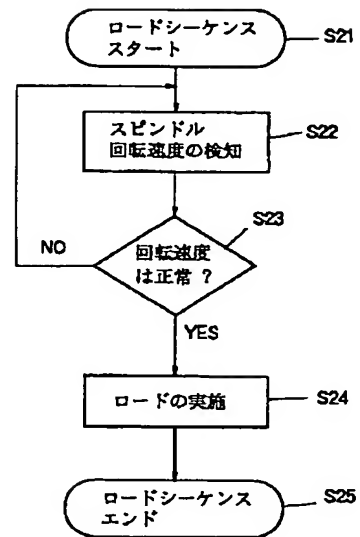 ロードシーケンス
スタート
S21
スピンドル
回転速度の検知
S22
S23
回転速度
は正常 ?
NO
YES
ロードの実施
S24
ロードシーケンス
エンド
S25